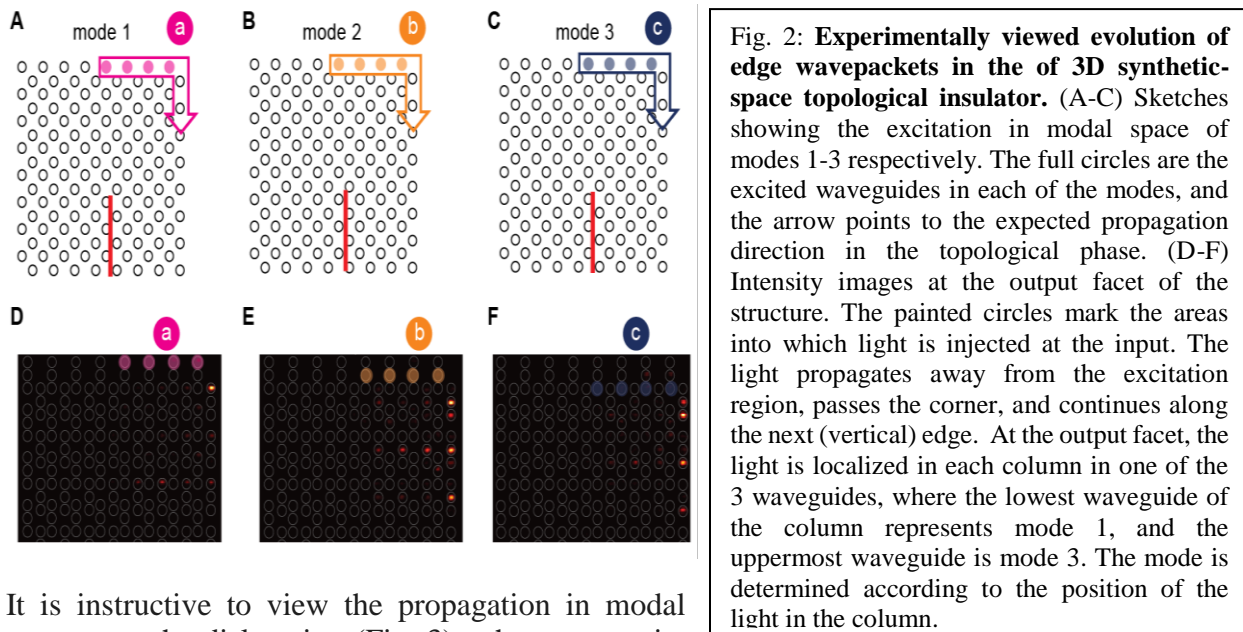 A
mode 1
a
B
mode 2
b
C
mode 3
c
D
a
E
b
F
c
Fig. 2: Experimentally viewed evolution of
edge wavepackets in the of 3D synthetic-
space topological insulator. (A-C) Sketches
showing the excitation in modal space of
modes 1-3 respectively. The full circles are the
excited waveguides in each of the modes, and
the arrow points to the expected propagation
direction in the topological phase. (D-F)
Intensity images at the output facet of the
structure. The painted circles mark the areas
into which light is injected at the input. The
light propagates away from the excitation
region, passes the corner, and continues along
the next (vertical) edge. At the output facet, the
light is localized in each column in one of the
3 waveguides, where the lowest waveguide of
the column represents mode 1, and the
uppermost waveguide is mode 3. The mode is
determined according to the position of the
light in the column.
It is instructive to view the propagation in modal